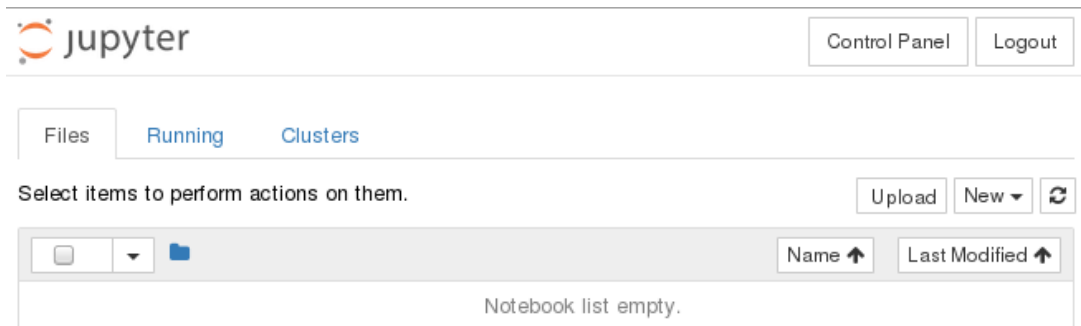 jupyter
Control Panel Logout
Files Running Clusters
Select items to perform actions on them.
Upload New
Name Last Modified
Notebook list empty.